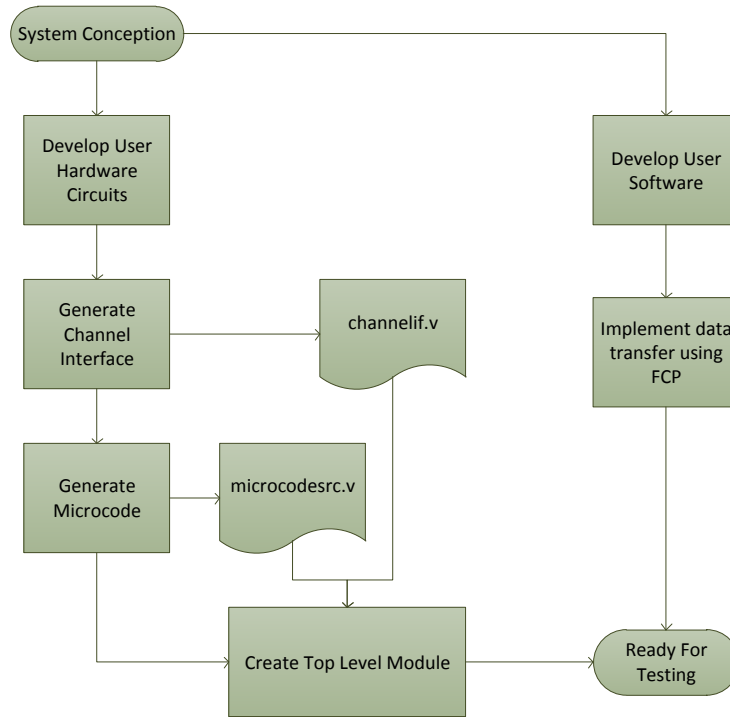 System Conception
Develop User
Hardware
Circuits
Develop User
Software
Generate
Channel
Interface
channelif.v
Implement data
transfer using
FCP
Generate
Microcode
microcodesrc.v
Create Top Level Module
Ready For
Testing